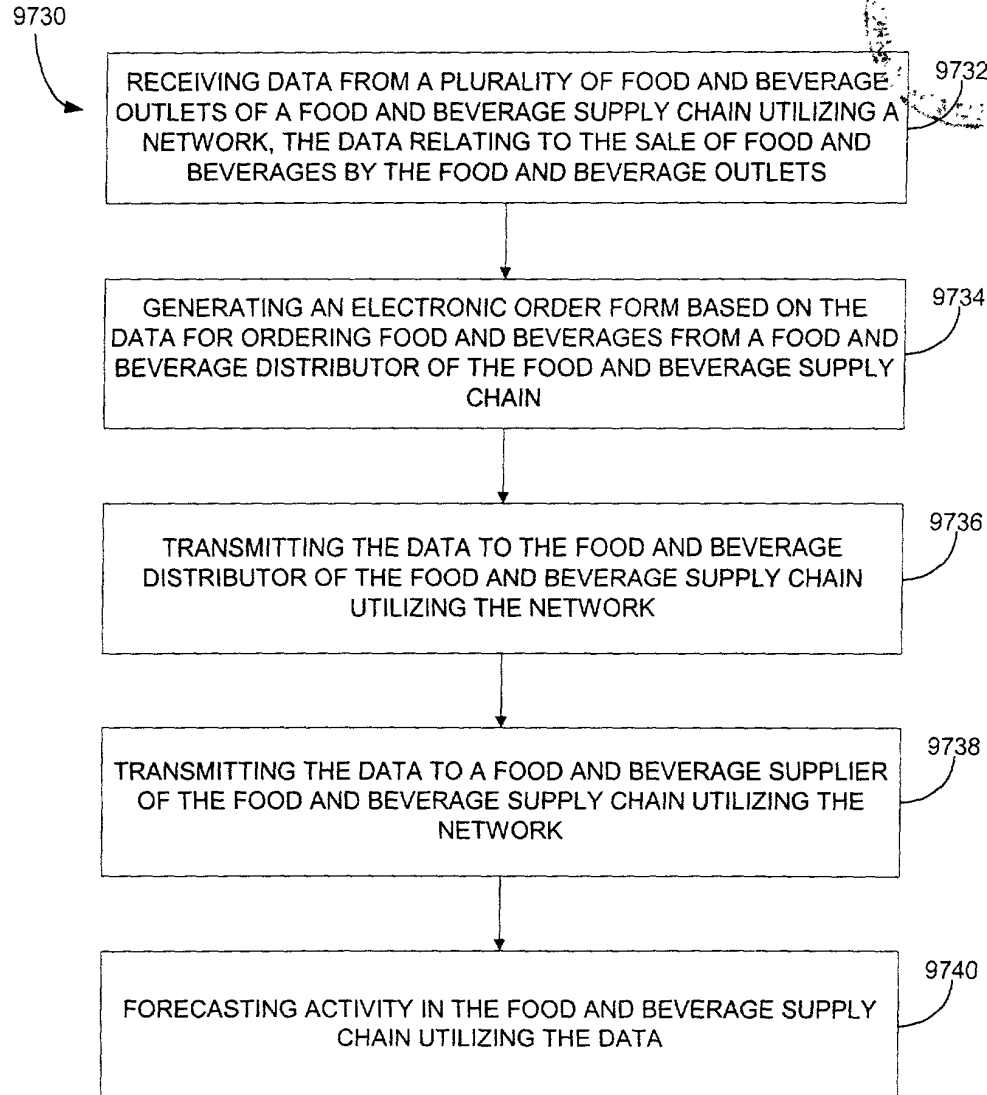 9730
RECEIVING DATA FROM A PLURALITY OF FOOD AND BEVERAGE
OUTLETS OF A FOOD AND BEVERAGE SUPPLY CHAIN UTILIZING A
NETWORK, THE DATA RELATING TO THE SALE OF FOOD AND
BEVERAGES BY THE FOOD AND BEVERAGE OUTLETS
9732
GENERATING AN ELECTRONIC ORDER FORM BASED ON THE
DATA FOR ORDERING FOOD AND BEVERAGES FROM A FOOD AND
BEVERAGE DISTRIBUTOR OF THE FOOD AND BEVERAGE SUPPLY
CHAIN
9734
TRANSMITTING THE DATA TO THE FOOD AND BEVERAGE
DISTRIBUTOR OF THE FOOD AND BEVERAGE SUPPLY CHAIN
UTILIZING THE NETWORK
9736
TRANSMITTING THE DATA TO A FOOD AND BEVERAGE SUPPLIER
OF THE FOOD AND BEVERAGE SUPPLY CHAIN UTILIZING THE
NETWORK
9738
FORECASTING ACTIVITY IN THE FOOD AND BEVERAGE SUPPLY
CHAIN UTILIZING THE DATA
9740